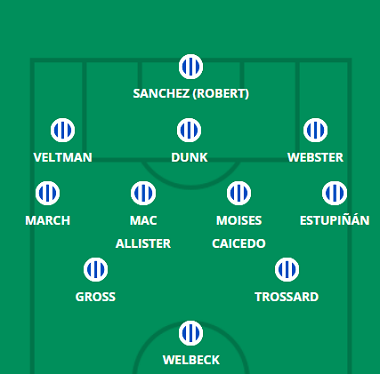 SANCHEZ (ROBERT)
VELTMAN DUNK WEBSTER
MARCH MAC ALLISTER MOISES CAICEDO ESTUPIÑÁN
GROSS TROSSARD
WELBECK